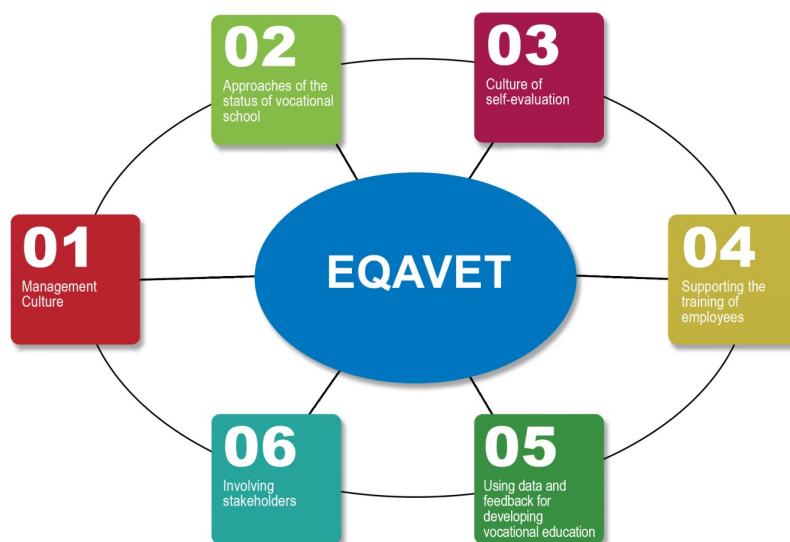 01
Management
Culture
02
Approaches of the
status of vocational
school
03
Culture of
self-evaluation
04
Supporting the
training of
employees
05
Using data and
feedback for
developing
vocational education
06
Involving
stakeholders
EQAVET